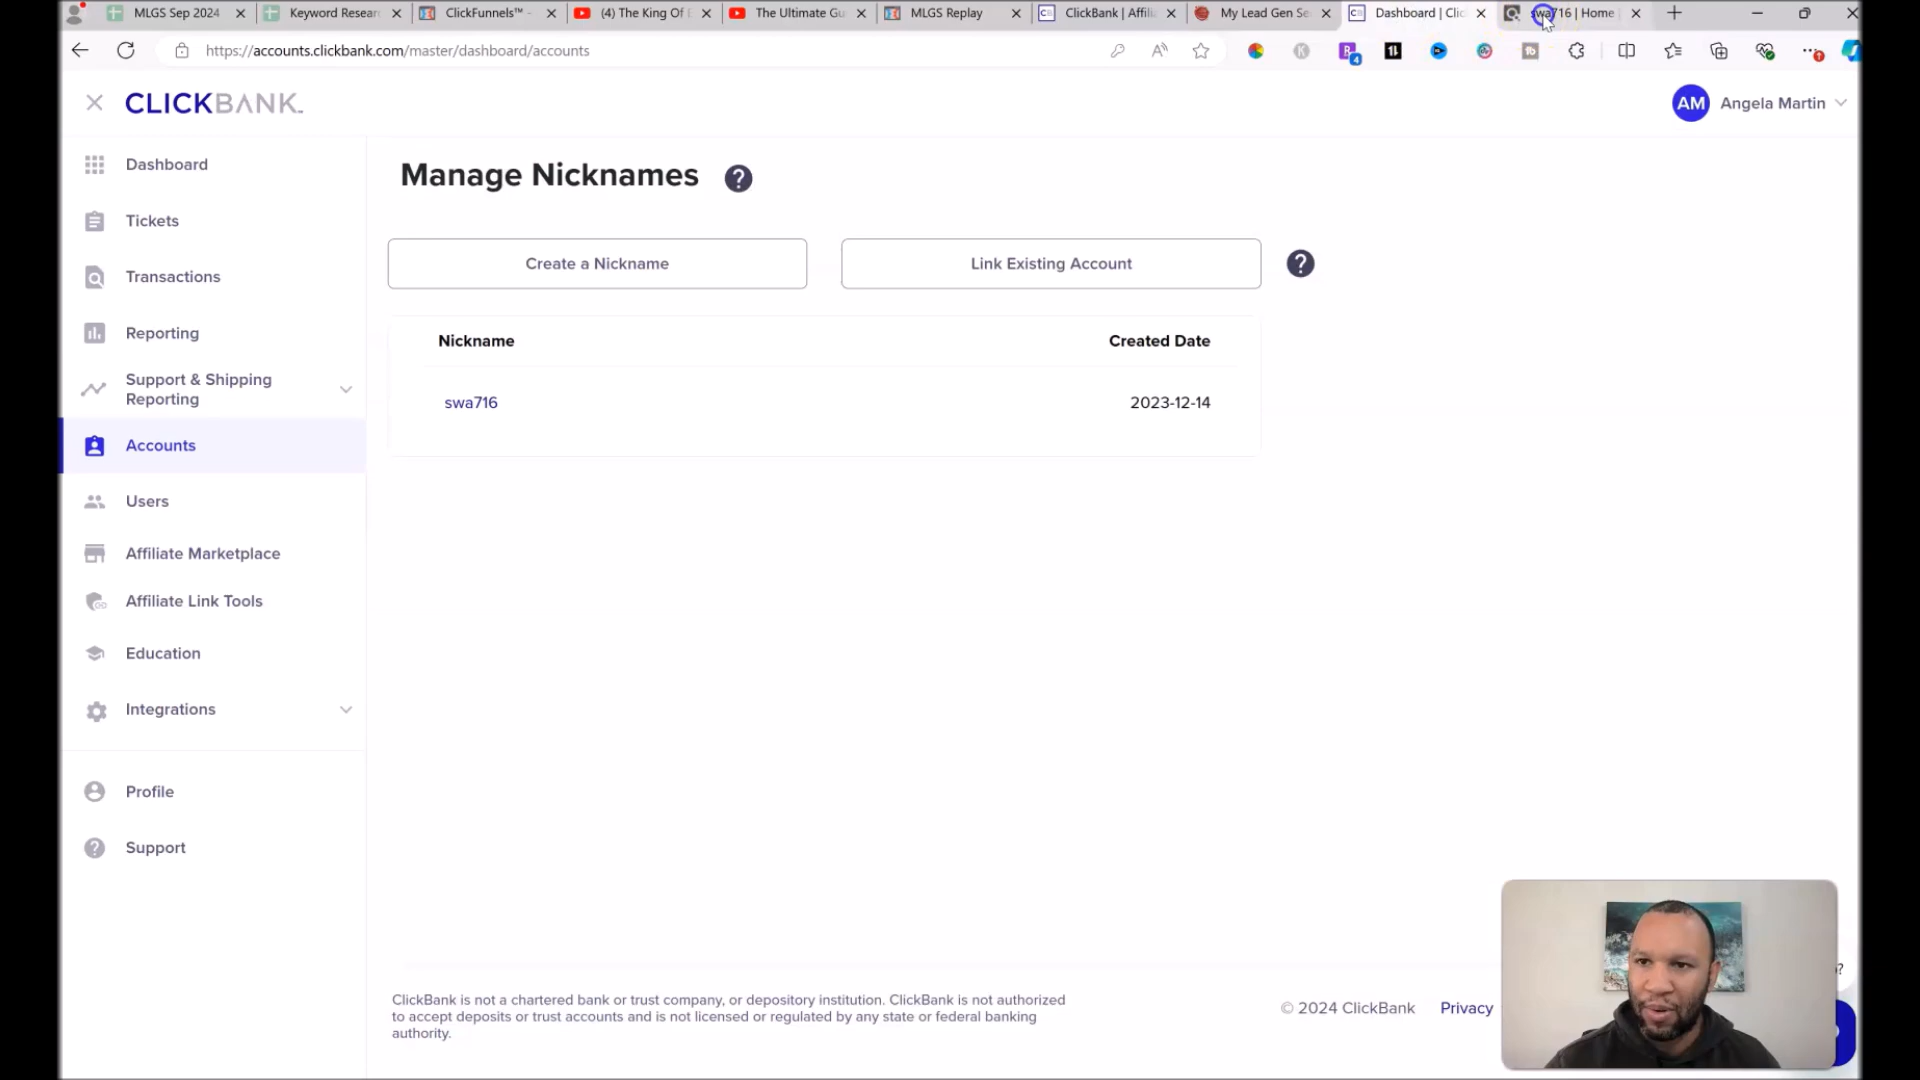 MLGS Sep 2024
Keyword Resear
ClickFunnels™ -
(4) The King Of E
The Ultimate Gu
MLGS Replay
ClickBank | Affili
My Lead Gen Se
Dashboard | Clic
swa716 | Home
https://accounts.clickbank.com/master/dashboard/accounts
CLICKBANK.
AM Angela Martin
Dashboard
Tickets
Transactions
Reporting
Support & Shipping
Reporting
Accounts
Users
Affiliate Marketplace
Affiliate Link Tools
Education
Integrations
Profile
Support
Manage Nicknames ?
Create a Nickname
Link Existing Account ?
Nickname Created Date
swa716 2023-12-14
ClickBank is not a chartered bank or trust company, or depository institution. ClickBank is not authorized
to accept deposits or trust accounts and is not licensed or regulated by any state or federal banking
authority.
© 2024 ClickBank Privacy